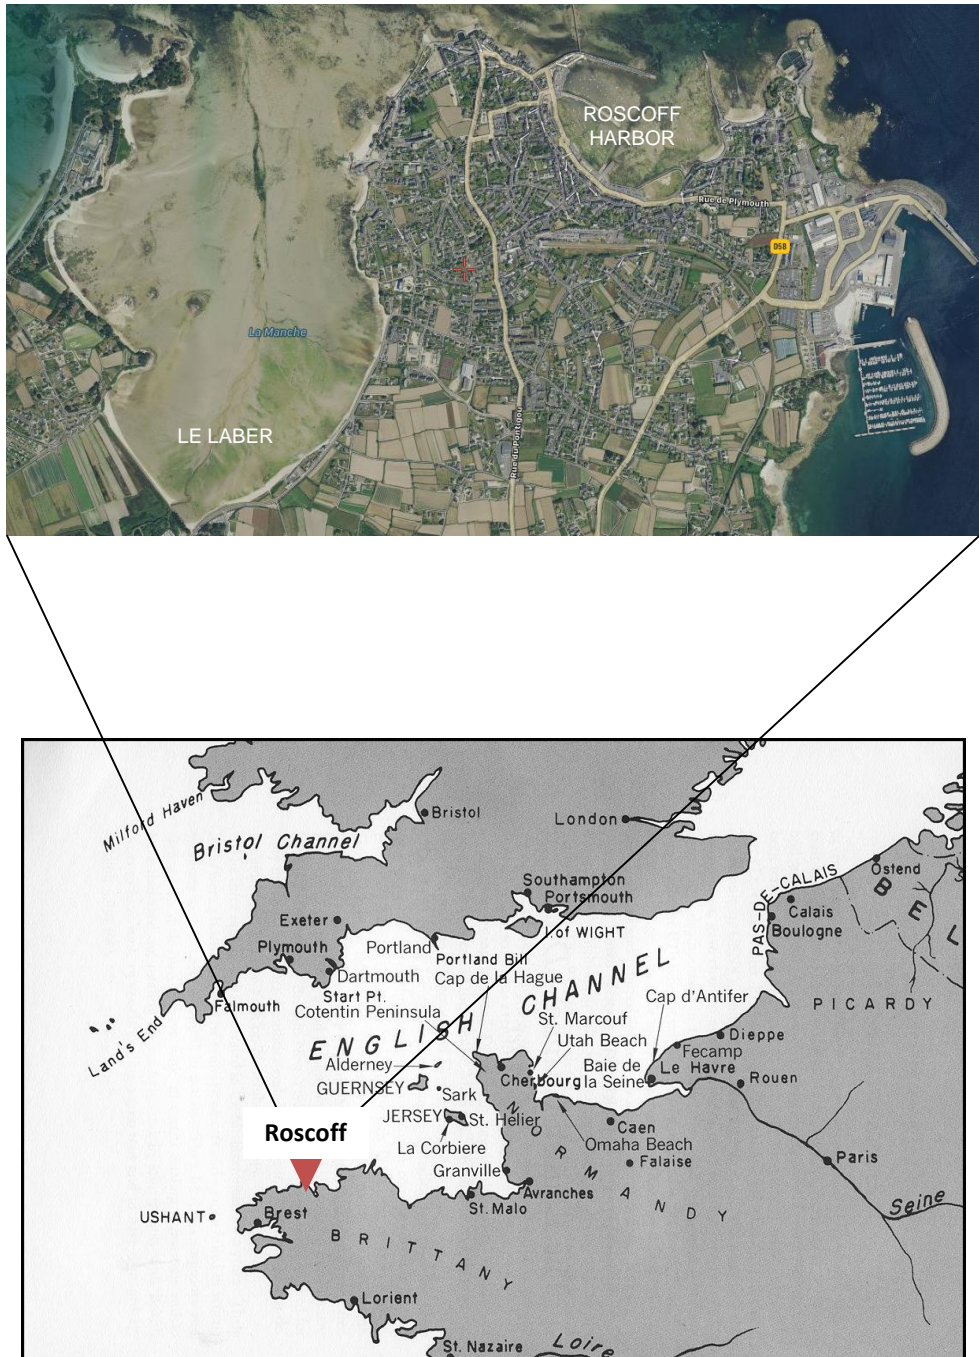 ROSCOFF
HARBOR
Rue de Plymouth
D58
La Manche
Rue du Pontigou
LE LABER
Milford Haven
Bristol
London
Bristol Channel
Ostend
Southampton
Portsmouth
PAS-DE-CALAIS
BEL
Calais
Boulogne
Exeter
I. of WIGHT
Plymouth
Portland
Portland Bill
Dartmouth
Cap de la Hague
Falmouth
Start Pt.
Cotentin Peninsula
Land's End
ENGLISH CHANNEL
Cap d'Antifer
PICARDY
St. Marcouf
Utah Beach
Dieppe
Fecamp
Alderney
Baie de
la Seine
Le Havre
Cherbourg
Rouen
GUERNSEY
Sark
JERSEY
St. Helier
NORMANDY
Caen
Omaha Beach
Roscoff
La Corbiere
Falaise
Paris
Granville
Avranches
St. Malo
Seine
USHANT
Brest
BRITTANY
Lorient
St. Nazaire
Loire